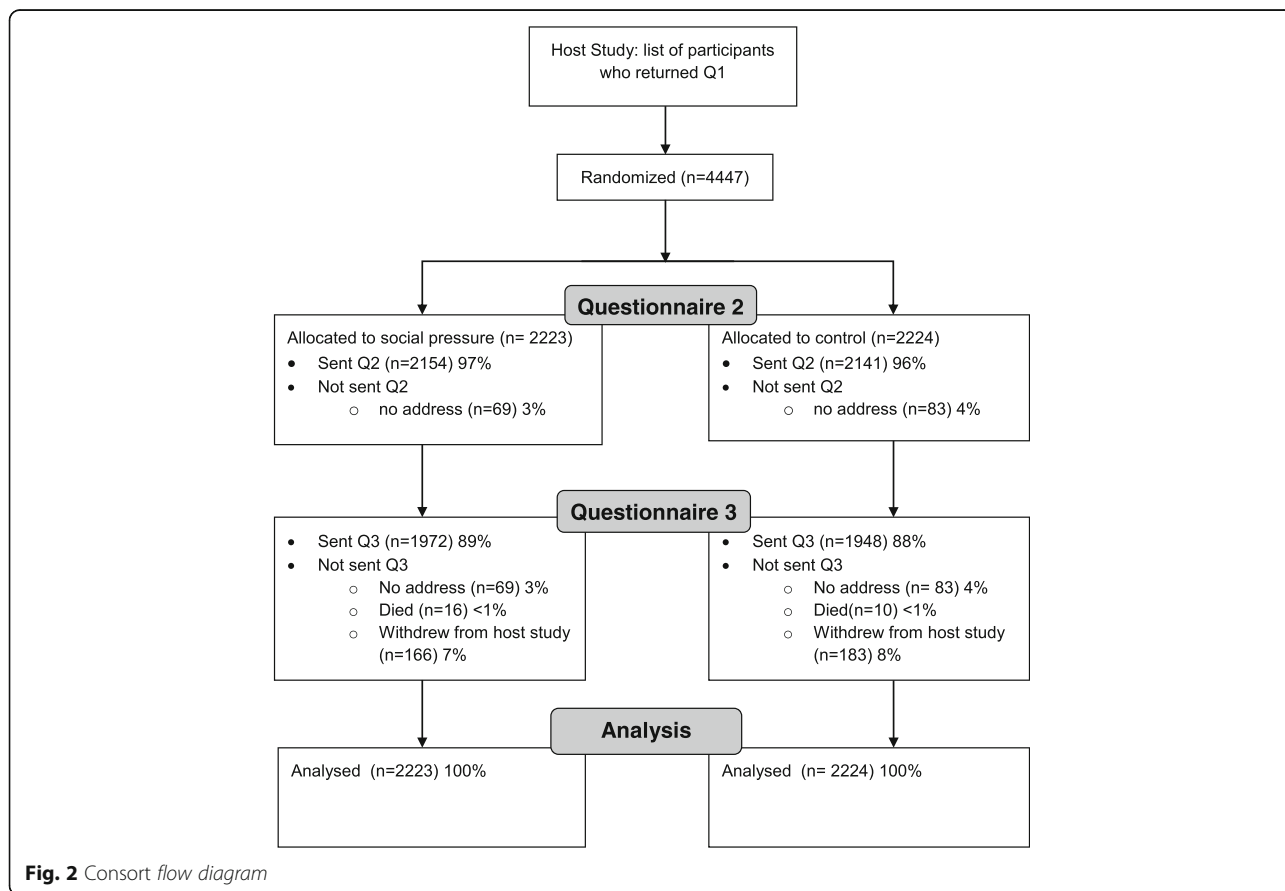 Host Study: list of participants
who returned Q1
Randomized (n=4447)
Questionnaire 2
Allocated to social pressure (n= 2223)
• Sent Q2 (n=2154) 97%
• Not sent Q2
o no address (n=69) 3%
Allocated to control (n=2224)
• Sent Q2 (n=2141) 96%
• Not sent Q2
o no address (n=83) 4%
Questionnaire 3
• Sent Q3 (n=1972) 89%
• Not sent Q3
o No address (n=69) 3%
o Died (n=16) <1%
o Withdrew from host study
(n=166) 7%
• Sent Q3 (n=1948) 88%
• Not sent Q3
o No address (n= 83) 4%
o Died(n=10) <1%
o Withdrew from host study
(n=183) 8%
Analysis
Analysed (n=2223) 100%
Analysed (n= 2224) 100%
Fig. 2 Consort flow diagram